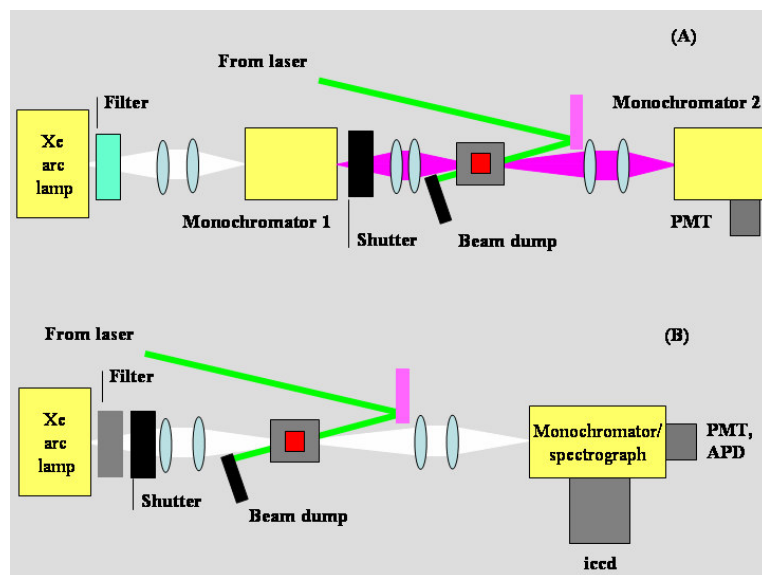 (A)
From laser
Filter
Monochromator 2
Xe
arc
lamp
Monochromator 1
PMT
Shutter
Beam dump
From laser
(B)
Filter
Xe
arc
lamp
Monochromator/
spectrograph
PMT,
APD
Shutter
Beam dump
iccd